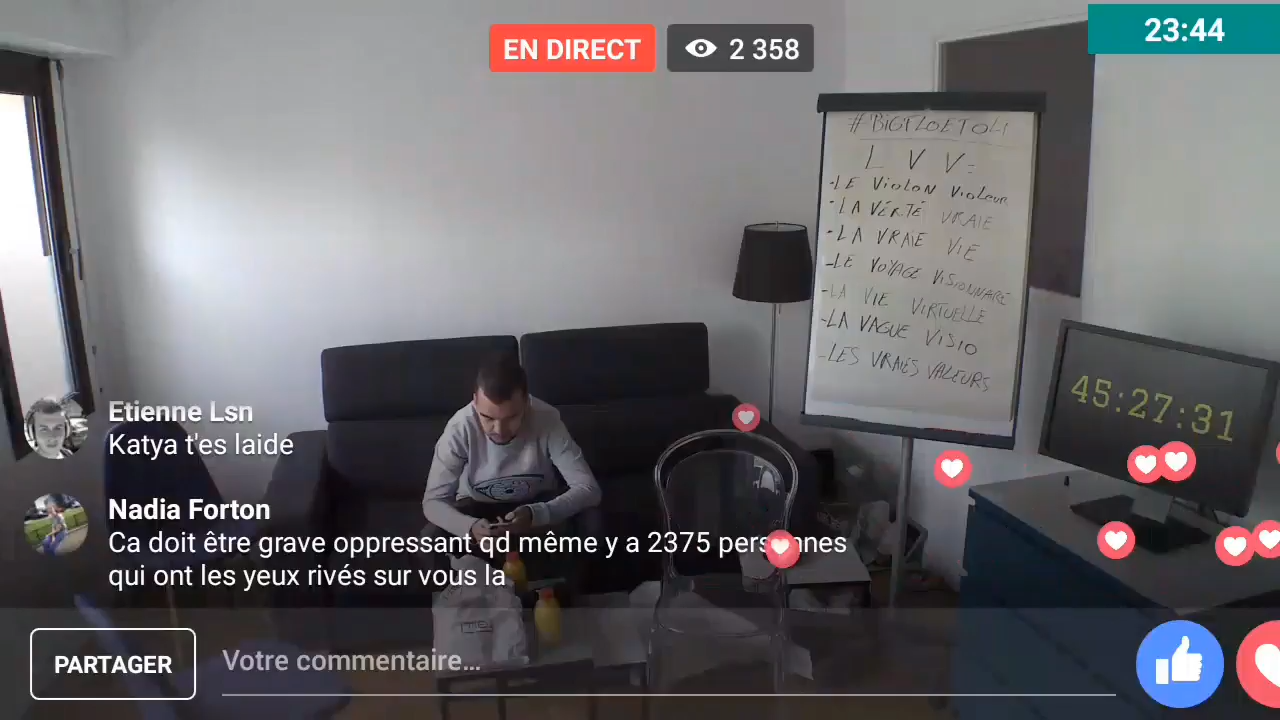 EN DIRECT
2 358
23:44
#BIGFLOETOLI
L V V =
-LE VIOLON VIOLEUR
-LA VÉRITÉ VRAIE
-LA VRAIE VIE
-LE VOYAGE VISIONNAIRE
-LA VIE VIRTUELLE
-LA VAGUE VISIO
-LES VRAIES VALEURS
45:27:31
Etienne Lsn
Katya t'es laide
Nadia Forton
Ca doit être grave oppressant qd même y a 2375 personnes
qui ont les yeux rivés sur vous la
PARTAGER
Votre commentaire...